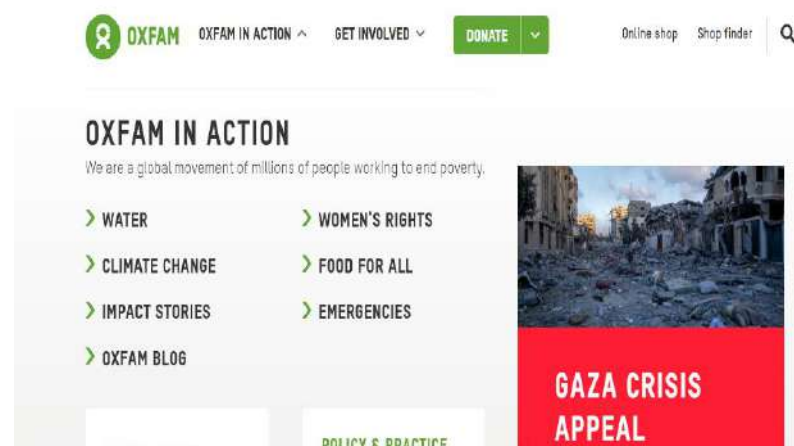 OXFAM OXFAM IN ACTION GET INVOLVED DONATE Online shop Shop finder
OXFAM IN ACTION
We are a global movement of millions of people working to end poverty.
WATER
WOMEN'S RIGHTS
CLIMATE CHANGE
FOOD FOR ALL
IMPACT STORIES
EMERGENCIES
OXFAM BLOG
GAZA CRISIS
APPEAL
POLICY & PRACTICE